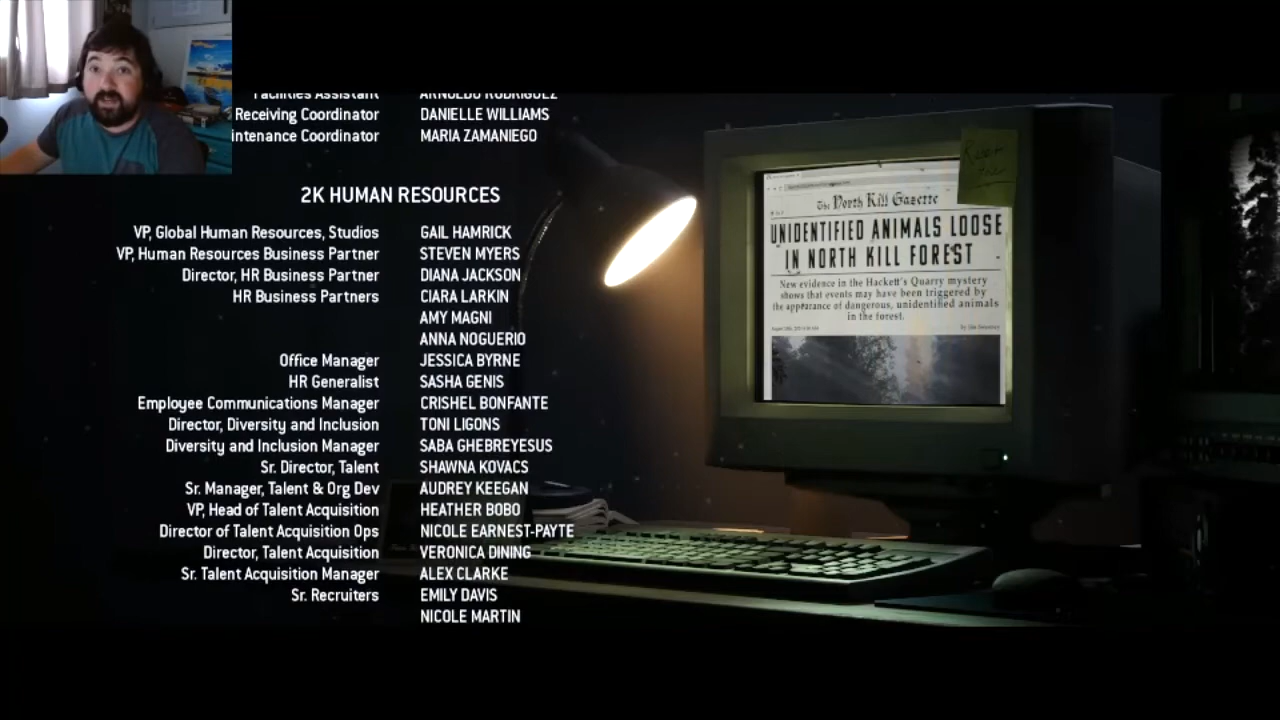 Facilities Assistant ARNOLDO RODRIGUEZ
Receiving Coordinator DANIELLE WILLIAMS
intenance Coordinator MARIA ZAMANIEGO
2K HUMAN RESOURCES
VP, Global Human Resources, Studios GAIL HAMRICK
VP, Human Resources Business Partner STEVEN MYERS
Director, HR Business Partner DIANA JACKSON
HR Business Partners CIARA LARKIN
AMY MAGNI
ANNA NOGUERIO
Office Manager JESSICA BYRNE
HR Generalist SASHA GENIS
Employee Communications Manager CRISHEL BONFANTE
Director, Diversity and Inclusion TONI LIGONS
Diversity and Inclusion Manager SABA GHEBREYESUS
Sr. Director, Talent SHAWNA KOVACS
Sr. Manager, Talent & Org Dev AUDREY KEEGAN
VP, Head of Talent Acquisition HEATHER BOBO
Director of Talent Acquisition Ops NICOLE EARNEST-PAYTE
Director, Talent Acquisition VERONICA DINING
Sr. Talent Acquisition Manager ALEX CLARKE
Sr. Recruiters EMILY DAVIS
NICOLE MARTIN
The North Kill Gazette
UNIDENTIFIED ANIMALS LOOSE
IN NORTH KILL FOREST
New evidence in the Hackett's Quarry mystery
shows that events may have been triggered by
the apparance of dangerous, unidentified animals
in the forest.